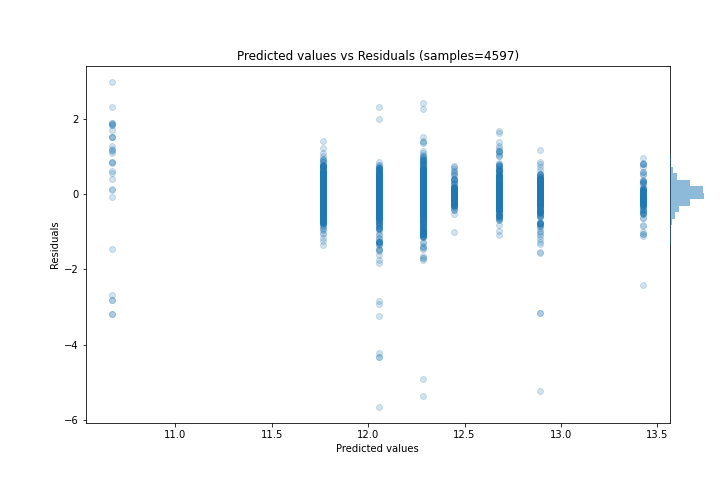 Predicted values vs Residuals (samples=4597)
2
0
−2
−4
−6
Residuals
11.0 11.5 12.0 12.5 13.0 13.5
Predicted values